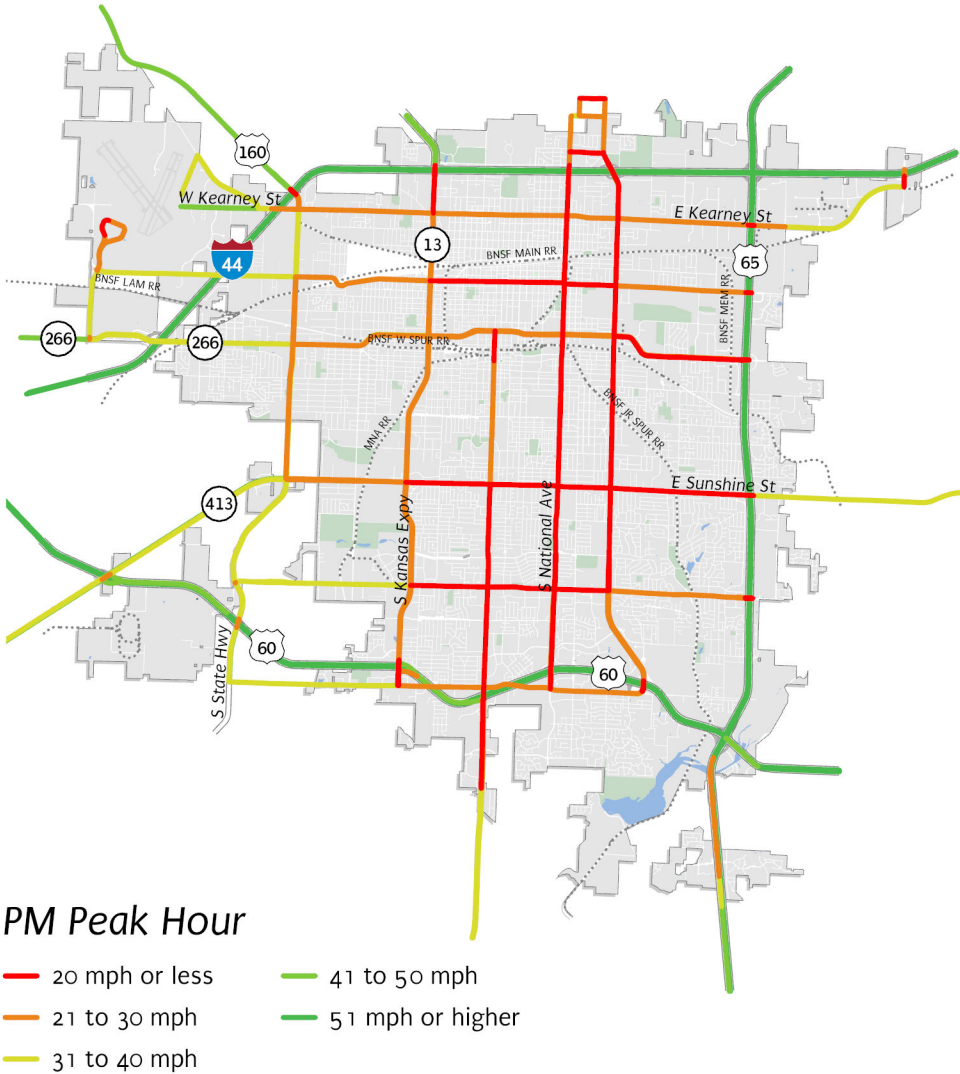 160
W Kearney St
E Kearney St
13
BNSF MAIN RR
44
65
BNSF LAM RR
BNSF MEM RR
266
266
BNSF W SPUR RR
MNA RR
BNSF JR SPUR RR
413
E Sunshine St
S Kansas Expy
S National Ave
60
60
S State Hwy
PM Peak Hour
20 mph or less
41 to 50 mph
21 to 30 mph
51 mph or higher
31 to 40 mph